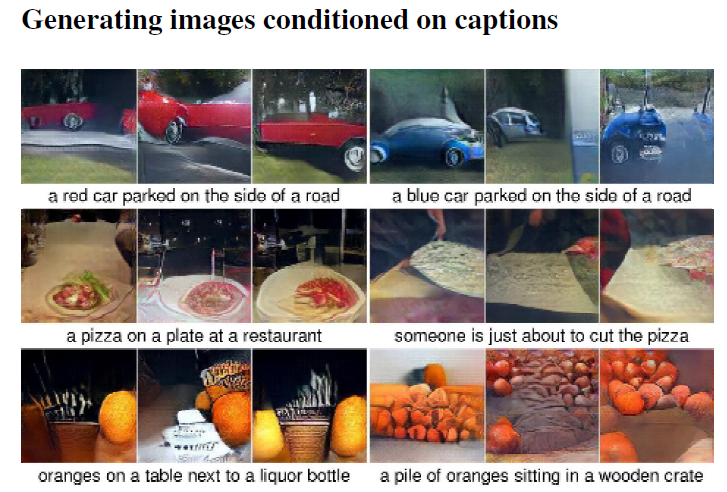 Generating images conditioned on captions
a red car parked on the side of a road
a blue car parked on the side of a road
a pizza on a plate at a restaurant
someone is just about to cut the pizza
oranges on a table next to a liquor bottle
a pile of oranges sitting in a wooden crate